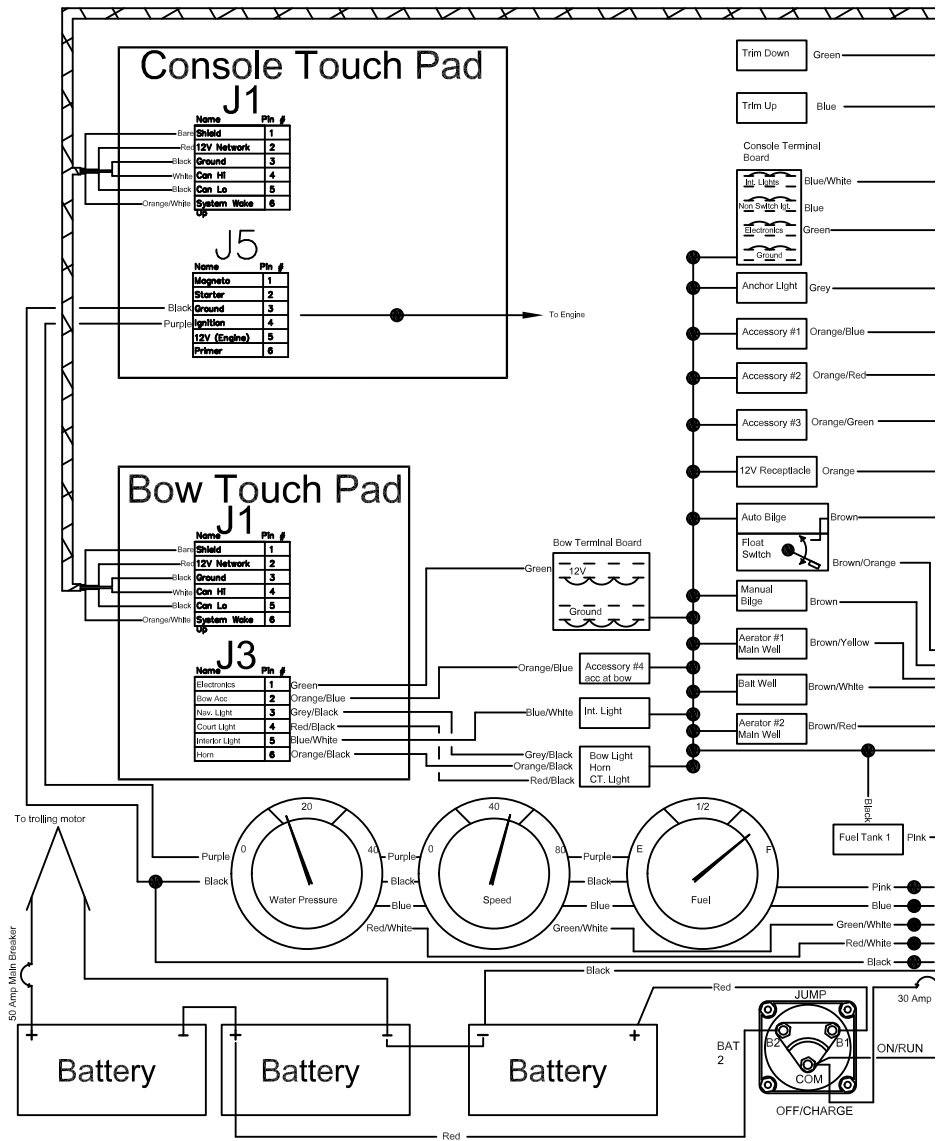 Console Touch Pad
J1
Name Pin #
Bare Shield 1
Red 12V Network 2
Black Ground 3
White Can Hi 4
Black Can Lo 5
Orange/White System Wake Up 6
J5
Name Pin #
Magneto 1
Starter 2
Black Ground 3
Purple Ignition 4
12V (Engine) 5
Primer 6
To Engine
Trim Down Green
Trim Up Blue
Console Terminal
Board
Int. Lights Blue/White
Non Switch Igt. Blue
Electronics Green
Ground
Anchor Light Grey
Accessory #1 Orange/Blue
Accessory #2 Orange/Red
Accessory #3 Orange/Green
12V Receptlacle Orange
Auto Bilge Brown
Float
Switch
Brown/Orange
Manual
Bilge
Brown
Aerator #1
Main Well
Brown/Yellow
Bait Well Brown/White
Aerator #2
Main Well
Brown/Red
Black
Fuel Tank 1 Pink
Bow Touch Pad
J1
Name Pin #
Bare Shield 1
Red 12V Network 2
Black Ground 3
White Can Hi 4
Black Can Lo 5
Orange/White System Wake Up 6
J3
Name Pin #
Electronics 1 Green
Bow Acc 2 Orange/Blue
Nav. Light 3 Grey/Black
Court Light 4 Red/Black
Interior Light 5 Blue/White
Horn 6 Orange/Black
Bow Terminal Board
Green 12V
Ground
Orange/Blue Accessory #4
acc at bow
Blue/White Int. Light
Grey/Black Bow Light
Orange/Black Horn
Red/Black CT. Light
To trolling motor
Purple
Black
0 20 40
Water Pressure
Purple
Black
Blue
Red/White
0 40 80
Speed
Purple
Black
Blue
Green/White
E 1/2 F
Fuel
Pink
Blue
Green/White
Red/White
Black
30 Amp
50 Amp Main Breaker
Black
Red
+ - Battery
+ - Battery
- + Battery
Red
JUMP
BAT
2
B2 B1
COM
ON/RUN
OFF/CHARGE